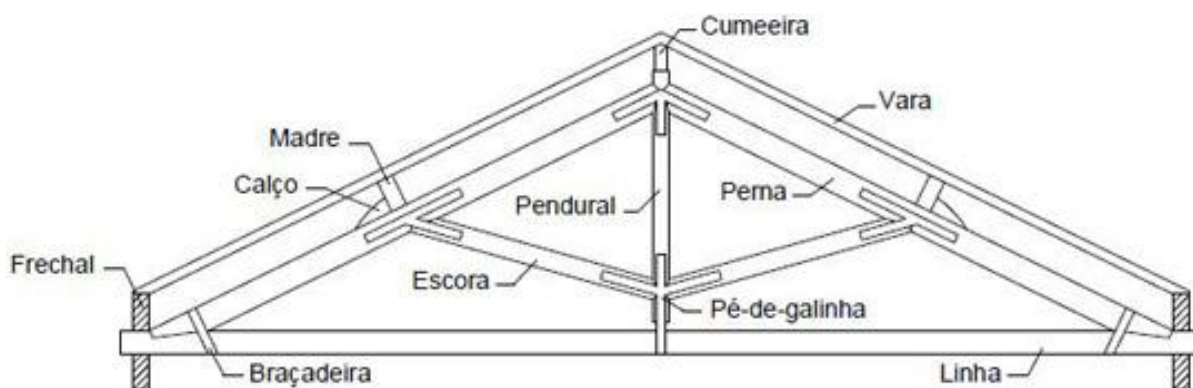 Cumeeira
Vara
Madre
Calço
Pendural
Perna
Frechal
Escora
Pé-de-galinha
Braçadeira
Linha